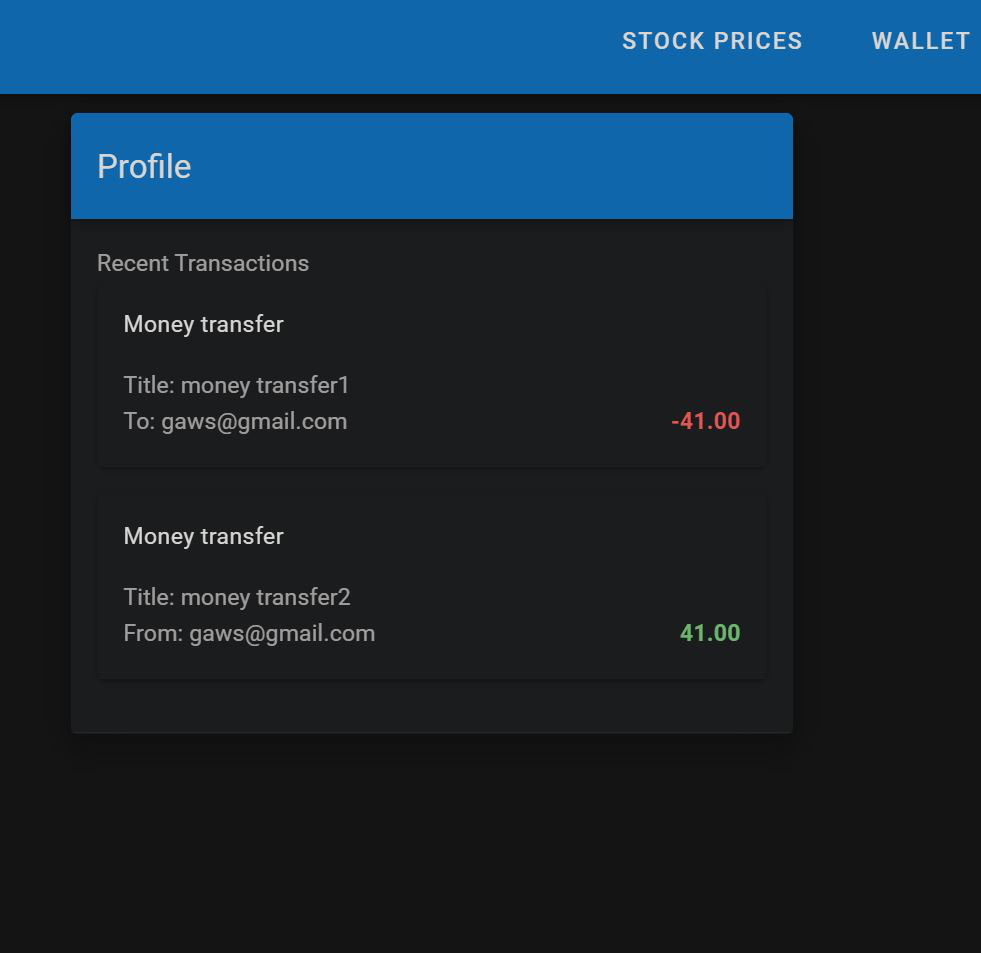 STOCK PRICES WALLET
Profile
Recent Transactions
Money transfer
Title: money transfer1
To: gaws@gmail.com -41.00
Money transfer
Title: money transfer2
From: gaws@gmail.com 41.00